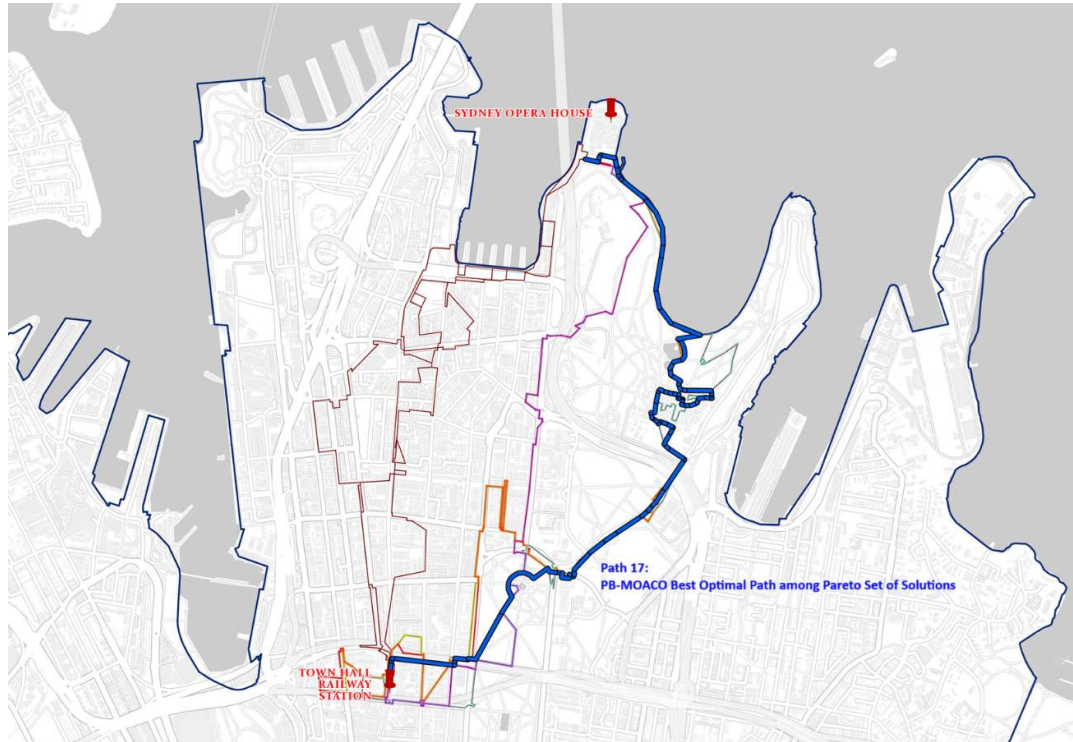 SYDNEY OPERA HOUSE
Path 17:
PB-MOACO Best Optimal Path among Pareto Set of Solutions
TOWN HALL
RAILWAY
STATION